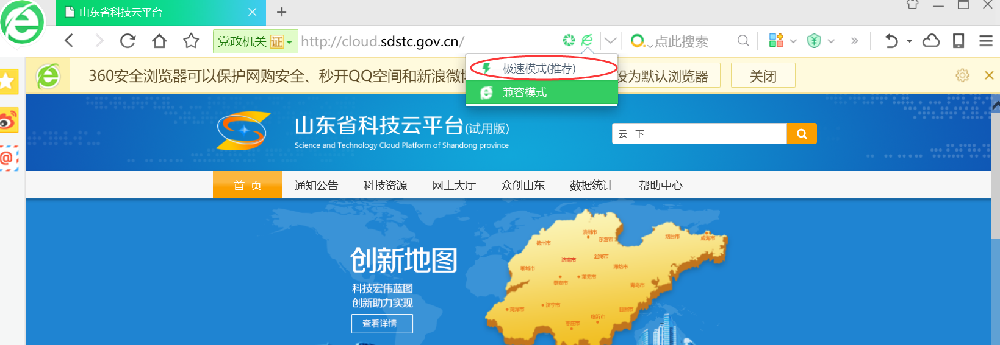 山东省科技云平台
党政机关 证
http://cloud.sdstc.gov.cn/
点此搜索
极速模式(推荐)
兼容模式
360安全浏览器可以保护网购安全、秒开QQ空间和新浪微博
设为默认浏览器
关闭
山东省科技云平台(试用版)
Science and Technology Cloud Platform of Shandong province
云一下
首 页
通知公告
科技资源
网上大厅
众创山东
数据统计
帮助中心
创新地图
科技宏伟蓝图
创新助力实现
查看详情
滨州市
东营市
烟台市
威海市
德州市
济南市
淄博市
潍坊市
聊城市
泰安市
莱芜市
青岛市
菏泽市
济宁市
日照市
临沂市
枣庄市